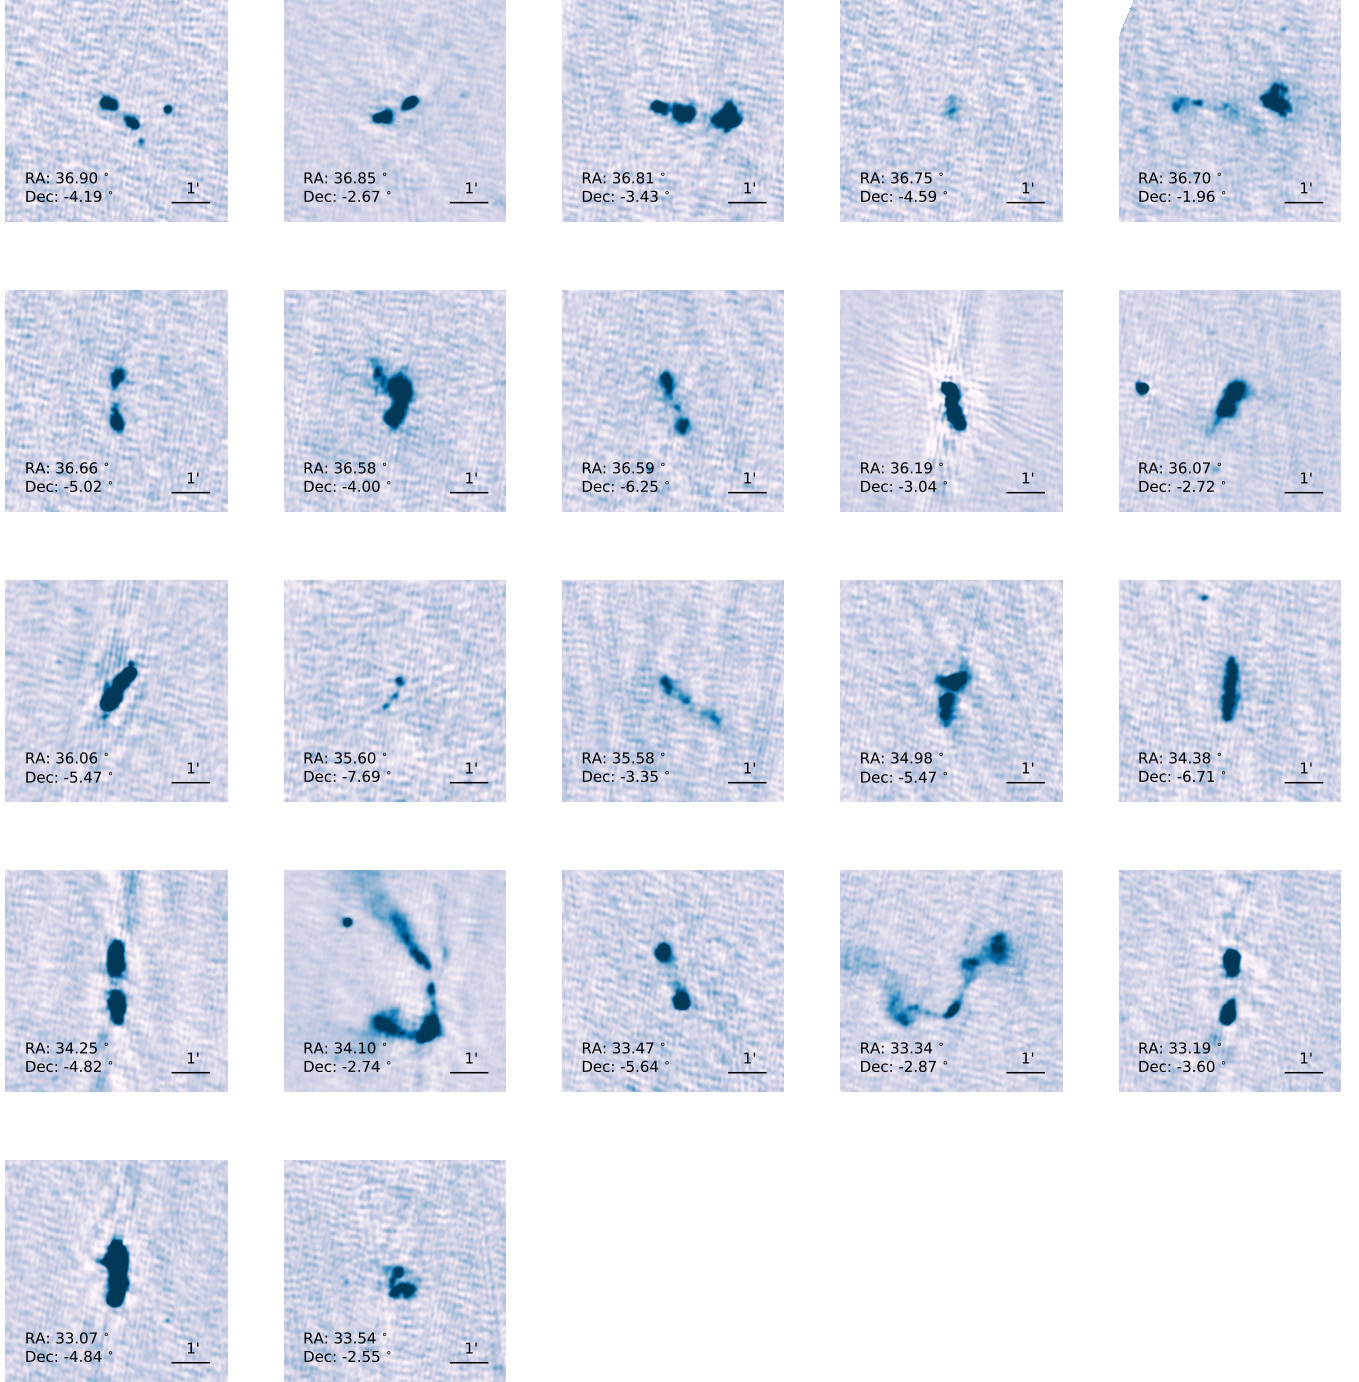 RA: 36.90 °
Dec: -4.19 °
1'
RA: 36.85 °
Dec: -2.67 °
1'
RA: 36.81 °
Dec: -3.43 °
1'
RA: 36.75 °
Dec: -4.59 °
1'
RA: 36.70 °
Dec: -1.96 °
1'
RA: 36.66 °
Dec: -5.02 °
1'
RA: 36.58 °
Dec: -4.00 °
1'
RA: 36.59 °
Dec: -6.25 °
1'
RA: 36.19 °
Dec: -3.04 °
1'
RA: 36.07 °
Dec: -2.72 °
1'
RA: 36.06 °
Dec: -5.47 °
1'
RA: 35.60 °
Dec: -7.69 °
1'
RA: 35.58 °
Dec: -3.35 °
1'
RA: 34.98 °
Dec: -5.47 °
1'
RA: 34.38 °
Dec: -6.71 °
1'
RA: 34.25 °
Dec: -4.82 °
1'
RA: 34.10 °
Dec: -2.74 °
1'
RA: 33.47 °
Dec: -5.64 °
1'
RA: 33.34 °
Dec: -2.87 °
1'
RA: 33.19 °
Dec: -3.60 °
1'
RA: 33.07 °
Dec: -4.84 °
1'
RA: 33.54 °
Dec: -2.55 °
1'